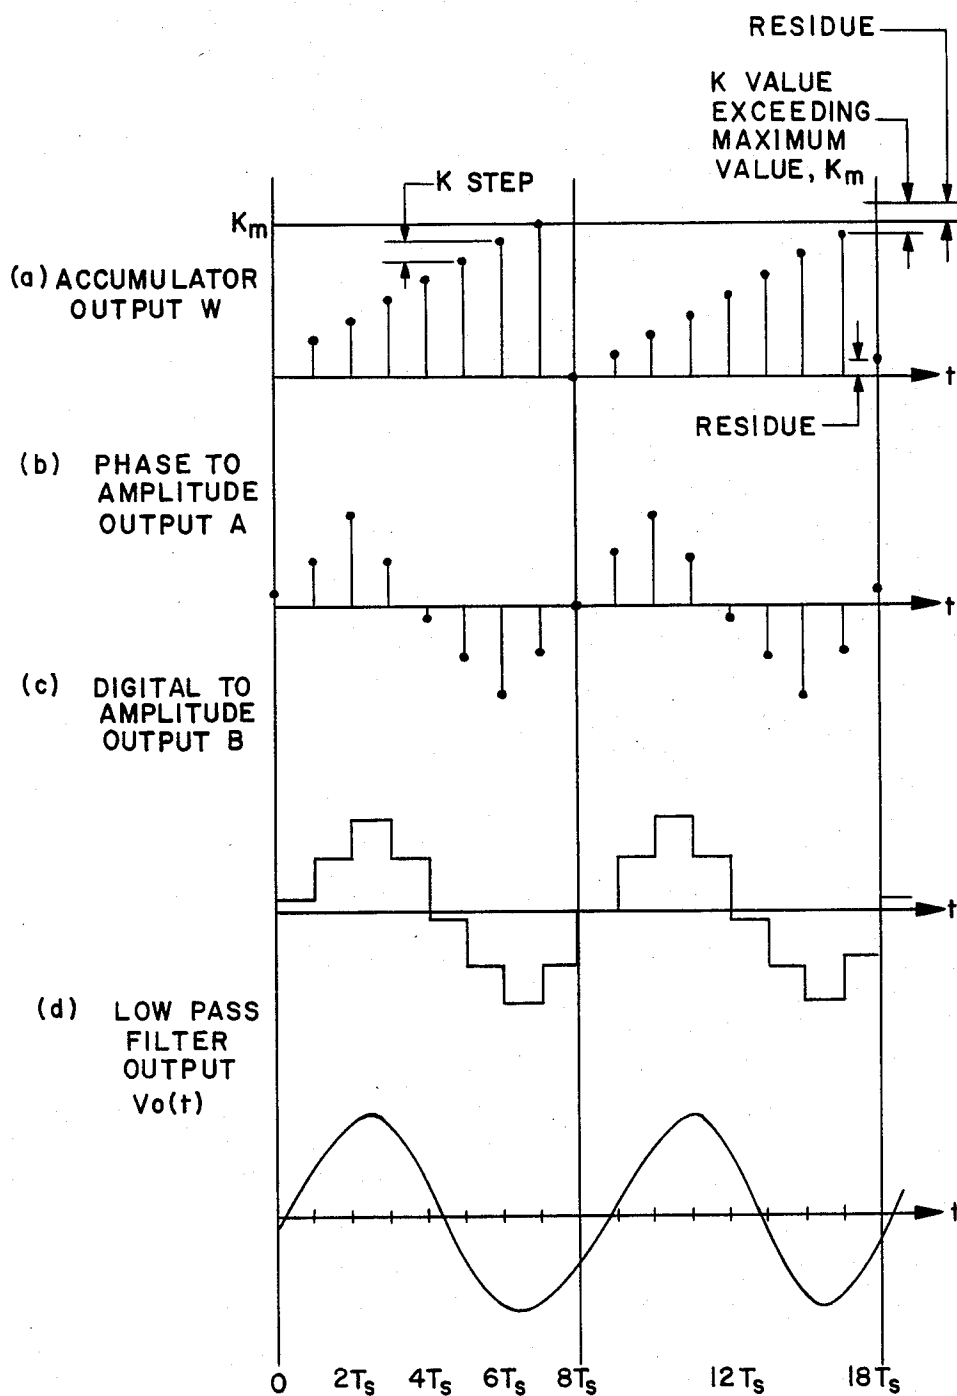 RESIDUE
K VALUE
EXCEEDING
MAXIMUM
VALUE, Km
K STEP
Km
(a) ACCUMULATOR
OUTPUT W
t
RESIDUE
(b) PHASE TO
AMPLITUDE
OUTPUT A
t
(c) DIGITAL TO
AMPLITUDE
OUTPUT B
t
(d) LOW PASS
FILTER
OUTPUT
Vo(t)
t
0 2Ts 4Ts 6Ts 8Ts 12Ts 18Ts